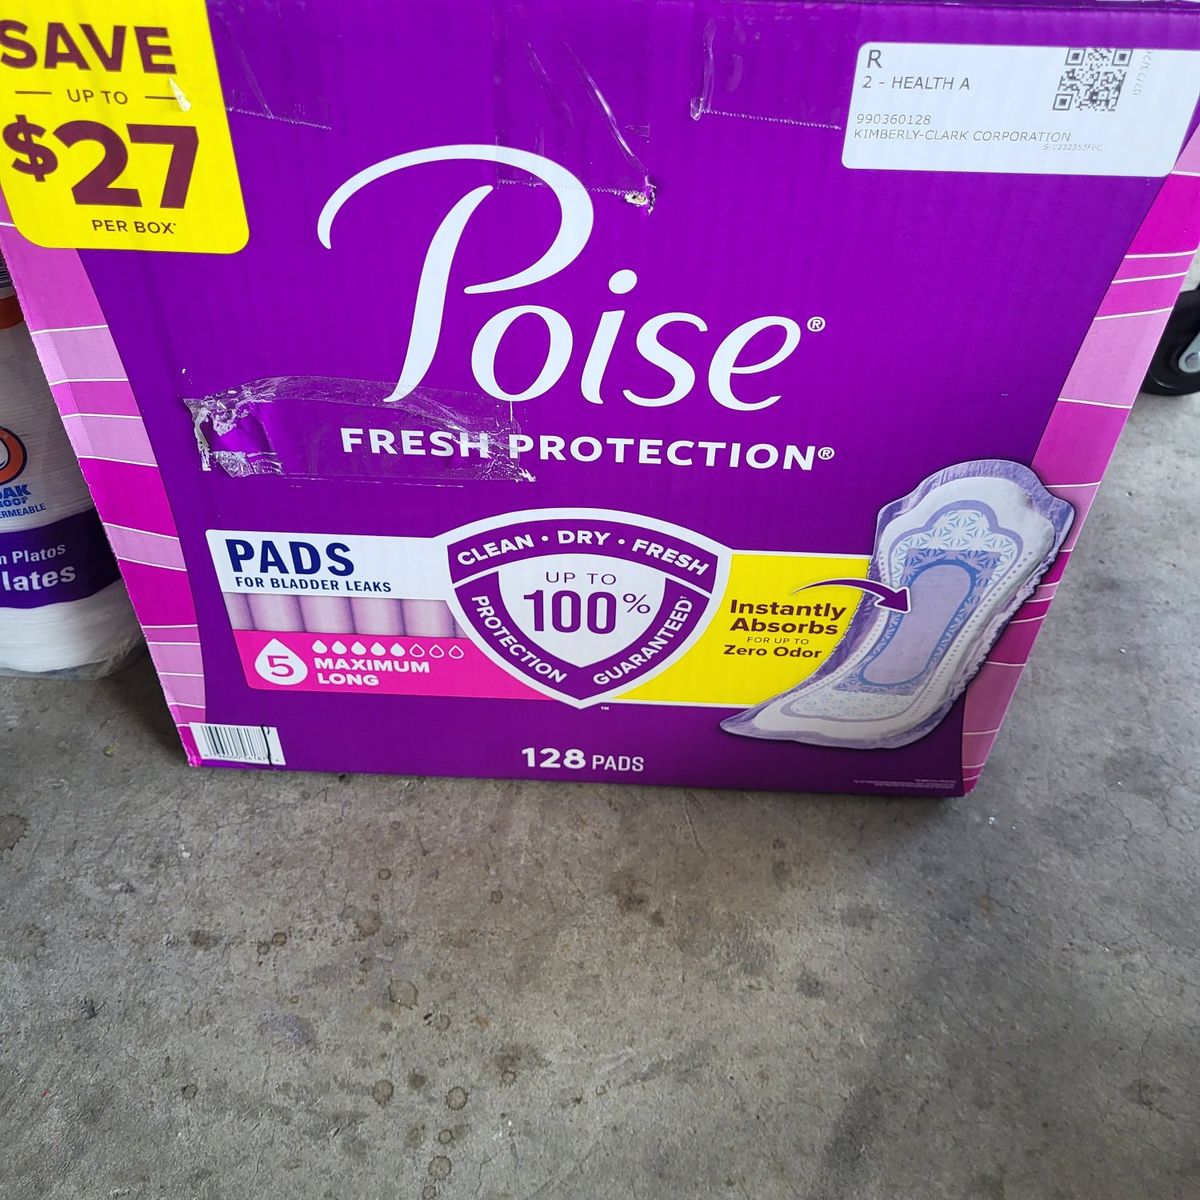 SAVE
UP TO
$27
PER BOX*
R
2 - HEALTH A
990360128
KIMBERLY-CLARK CORPORATION
Poise®
FRESH PROTECTION®
PADS
FOR BLADDER LEAKS
5
MAXIMUM
LONG
CLEAN · DRY · FRESH
UP TO
100%
PROTECTION
GUARANTEED†
™
Instantly
Absorbs
FOR UP TO
Zero Odor
128 PADS
Platos
lates